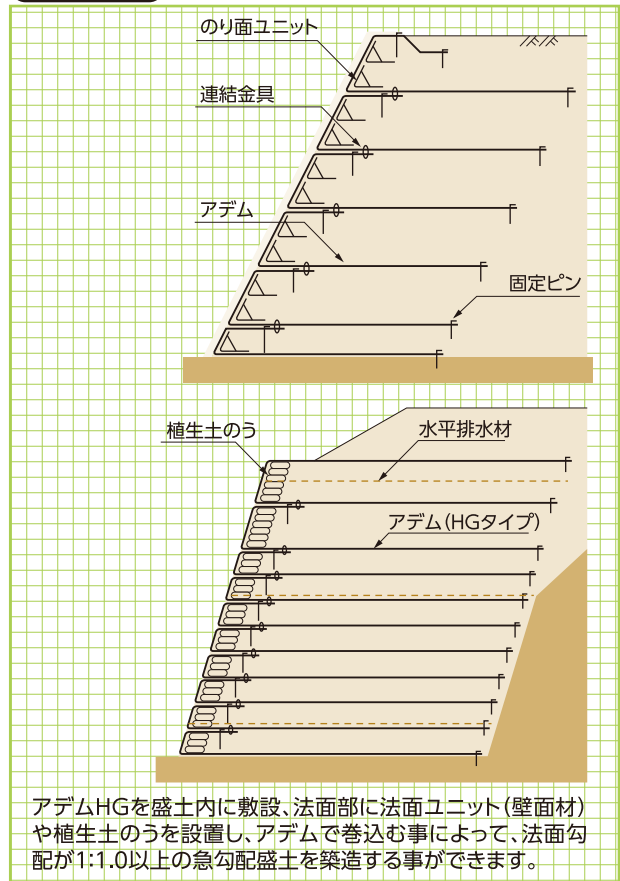 のり面ユニット
連結金具
アデム
固定ピン
植生土のう
水平排水材
アデム(HGタイプ)
アデムHGを盛土内に敷設、法面部に法面ユニット(壁面材)
や植生土のうを設置し、アデムで巻込む事によって、法面勾
配が1:1.0以上の急勾配盛土を築造する事ができます。